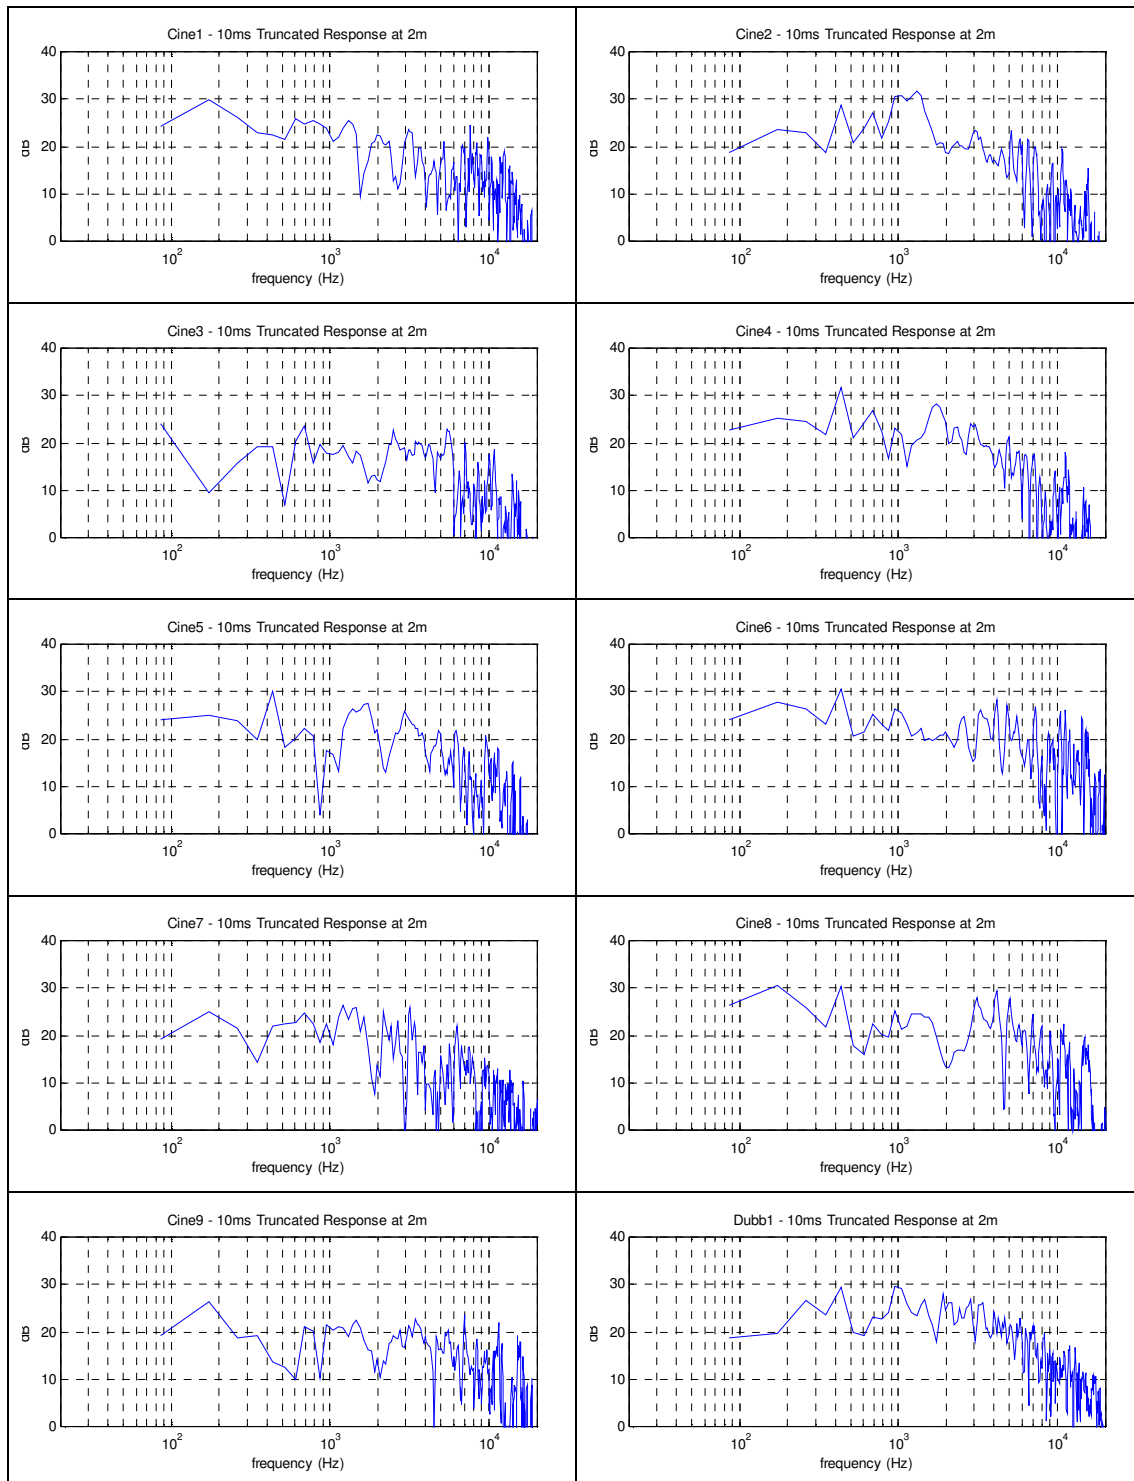 Cine1 - 10ms Truncated Response at 2m
40
30
20
10
0
dB
10^2
10^3
10^4
frequency (Hz)
Cine2 - 10ms Truncated Response at 2m
40
30
20
10
0
dB
10^2
10^3
10^4
frequency (Hz)
Cine3 - 10ms Truncated Response at 2m
40
30
20
10
0
dB
10^2
10^3
10^4
frequency (Hz)
Cine4 - 10ms Truncated Response at 2m
40
30
20
10
0
dB
10^2
10^3
10^4
frequency (Hz)
Cine5 - 10ms Truncated Response at 2m
40
30
20
10
0
dB
10^2
10^3
10^4
frequency (Hz)
Cine6 - 10ms Truncated Response at 2m
40
30
20
10
0
dB
10^2
10^3
10^4
frequency (Hz)
Cine7 - 10ms Truncated Response at 2m
40
30
20
10
0
dB
10^2
10^3
10^4
frequency (Hz)
Cine8 - 10ms Truncated Response at 2m
40
30
20
10
0
dB
10^2
10^3
10^4
frequency (Hz)
Cine9 - 10ms Truncated Response at 2m
40
30
20
10
0
dB
10^2
10^3
10^4
frequency (Hz)
Dubb1 - 10ms Truncated Response at 2m
40
30
20
10
0
dB
10^2
10^3
10^4
frequency (Hz)